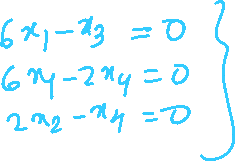 6x₁ - x₃ = 0
6x₄ - 2x₄ = 0
2x₂ - x₄ = 0